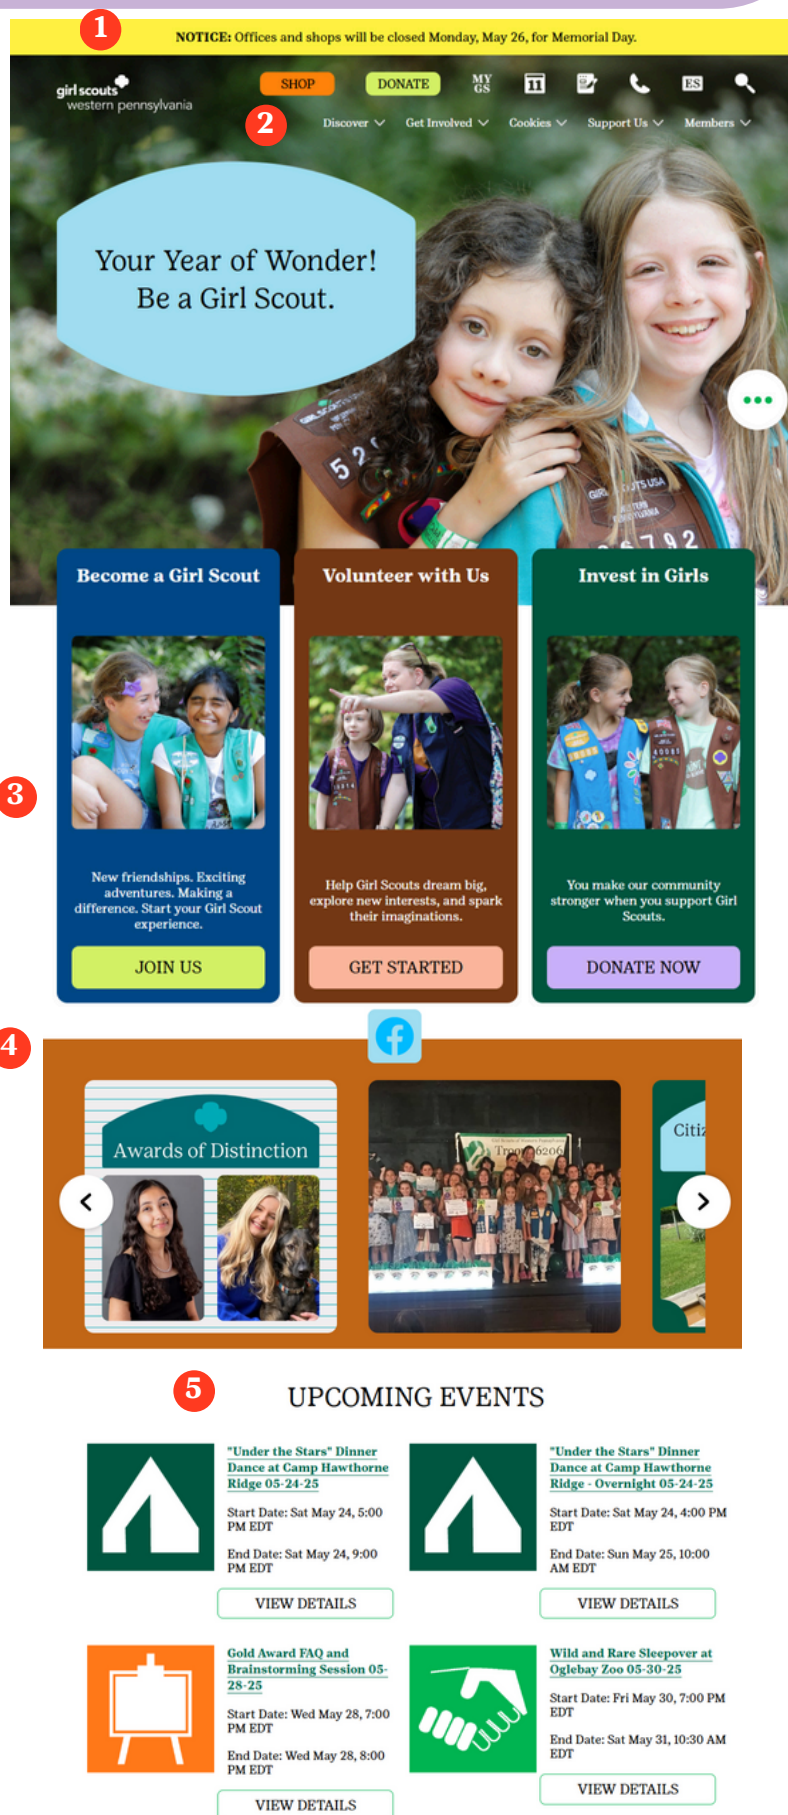 1
NOTICE: Offices and shops will be closed Monday, May 26, for Memorial Day.
girl scouts
western pennsylvania
SHOP
DONATE
MY
GS
11
ES
2
Discover
Get Involved
Cookies
Support Us
Members
Your Year of Wonder!
Be a Girl Scout.
GIRL SCOUTS USA
Become a Girl Scout
Volunteer with Us
Invest in Girls
3
New friendships. Exciting
adventures. Making a
difference. Start your Girl Scout
experience.
Help Girl Scouts dream big,
explore new interests, and spark
their imaginations.
You make our community
stronger when you support Girl
Scouts.
JOIN US
GET STARTED
DONATE NOW
4
Awards of Distinction
Troop 6206
5
UPCOMING EVENTS
"Under the Stars" Dinner
Dance at Camp Hawthorne
Ridge 05-24-25
Start Date: Sat May 24, 5:00
PM EDT
End Date: Sat May 24, 9:00
PM EDT
VIEW DETAILS
"Under the Stars" Dinner
Dance at Camp Hawthorne
Ridge - Overnight 05-24-25
Start Date: Sat May 24, 4:00 PM
EDT
End Date: Sun May 25, 10:00
AM EDT
VIEW DETAILS
Gold Award FAQ and
Brainstorming Session 05-
28-25
Start Date: Wed May 28, 7:00
PM EDT
End Date: Wed May 28, 8:00
PM EDT
VIEW DETAILS
Wild and Rare Sleepover at
Oglebay Zoo 05-30-25
Start Date: Fri May 30, 7:00 PM
EDT
End Date: Sat May 31, 10:30 AM
EDT
VIEW DETAILS